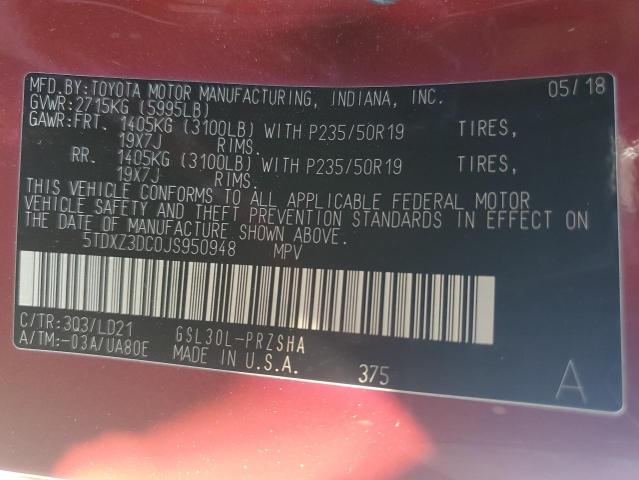 MFD.BY: TOYOTA MOTOR MANUFACTURING, INDIANA, INC. 05/18
GVWR: 2715KG (5995LB)
GAWR: FRT. 1405KG (3100LB) WITH P235/50R19 TIRES,
19X7J RIMS.
RR. 1405KG (3100LB) WITH P235/50R19 TIRES,
19X7J RIMS.
THIS VEHICLE CONFORMS TO ALL APPLICABLE FEDERAL MOTOR
VEHICLE SAFETY AND THEFT PREVENTION STANDARDS IN EFFECT ON
THE DATE OF MANUFACTURE SHOWN ABOVE.
5TDXZ3DC0JS950948 MPV
C/TR: 3Q3/LD21 GSL30L-PRZSHA
A/TM: -03A/UA80E MADE IN U.S.A. 375 A